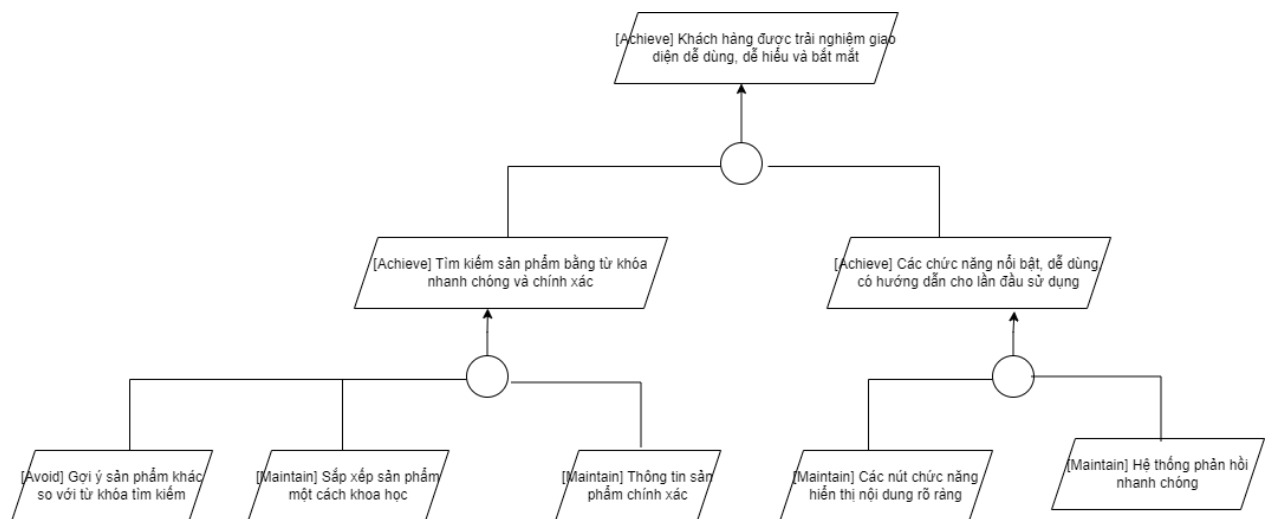 [Achieve] Khách hàng được trải nghiệm giao
diện dễ dùng, dễ hiểu và bắt mắt
[Achieve] Tìm kiếm sản phẩm bằng từ khóa
nhanh chóng và chính xác
[Achieve] Các chức năng nổi bật, dễ dùng,
có hướng dẫn cho lần đầu sử dụng
[Avoid] Gợi ý sản phẩm khác
so với từ khóa tìm kiếm
[Maintain] Sắp xếp sản phẩm
một cách khoa học
[Maintain] Thông tin sản
phẩm chính xác
[Maintain] Các nút chức năng
hiển thị nội dung rõ ràng
[Maintain] Hệ thống phản hồi
nhanh chóng